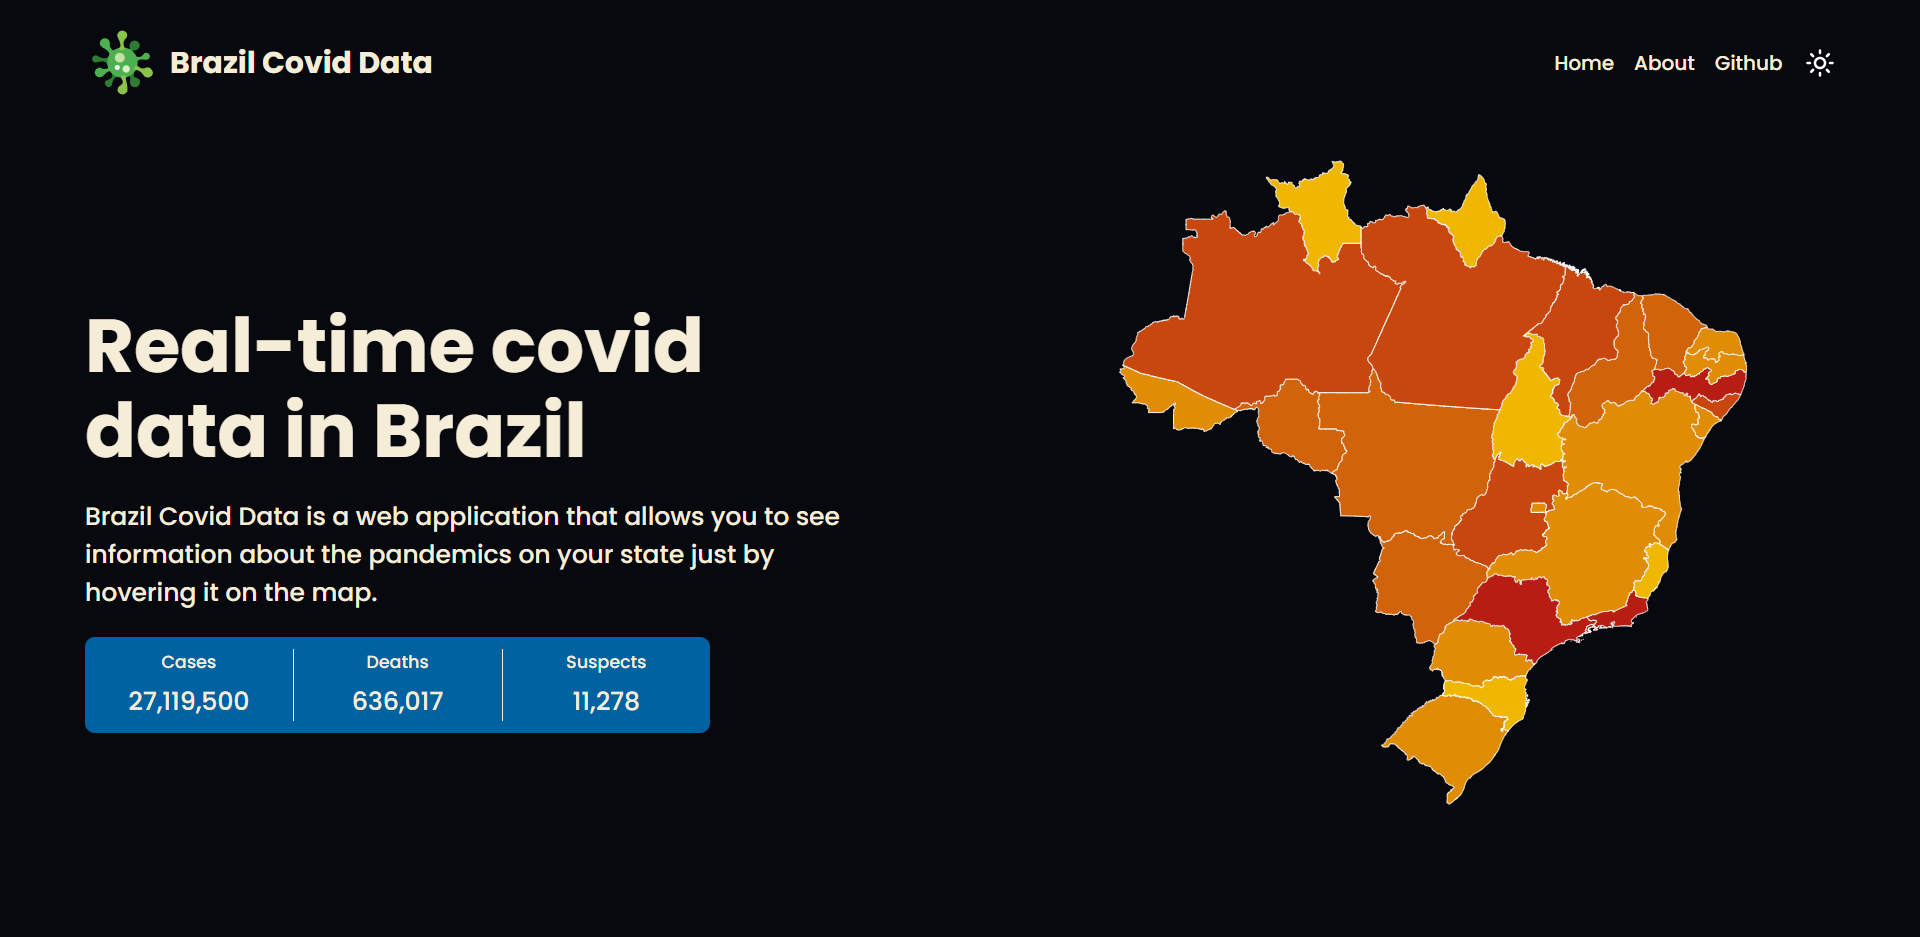 Brazil Covid Data
Home About Github
Real-time covid
data in Brazil
Brazil Covid Data is a web application that allows you to see
information about the pandemics on your state just by
hovering it on the map.
Cases Deaths Suspects
27,119,500 636,017 11,278